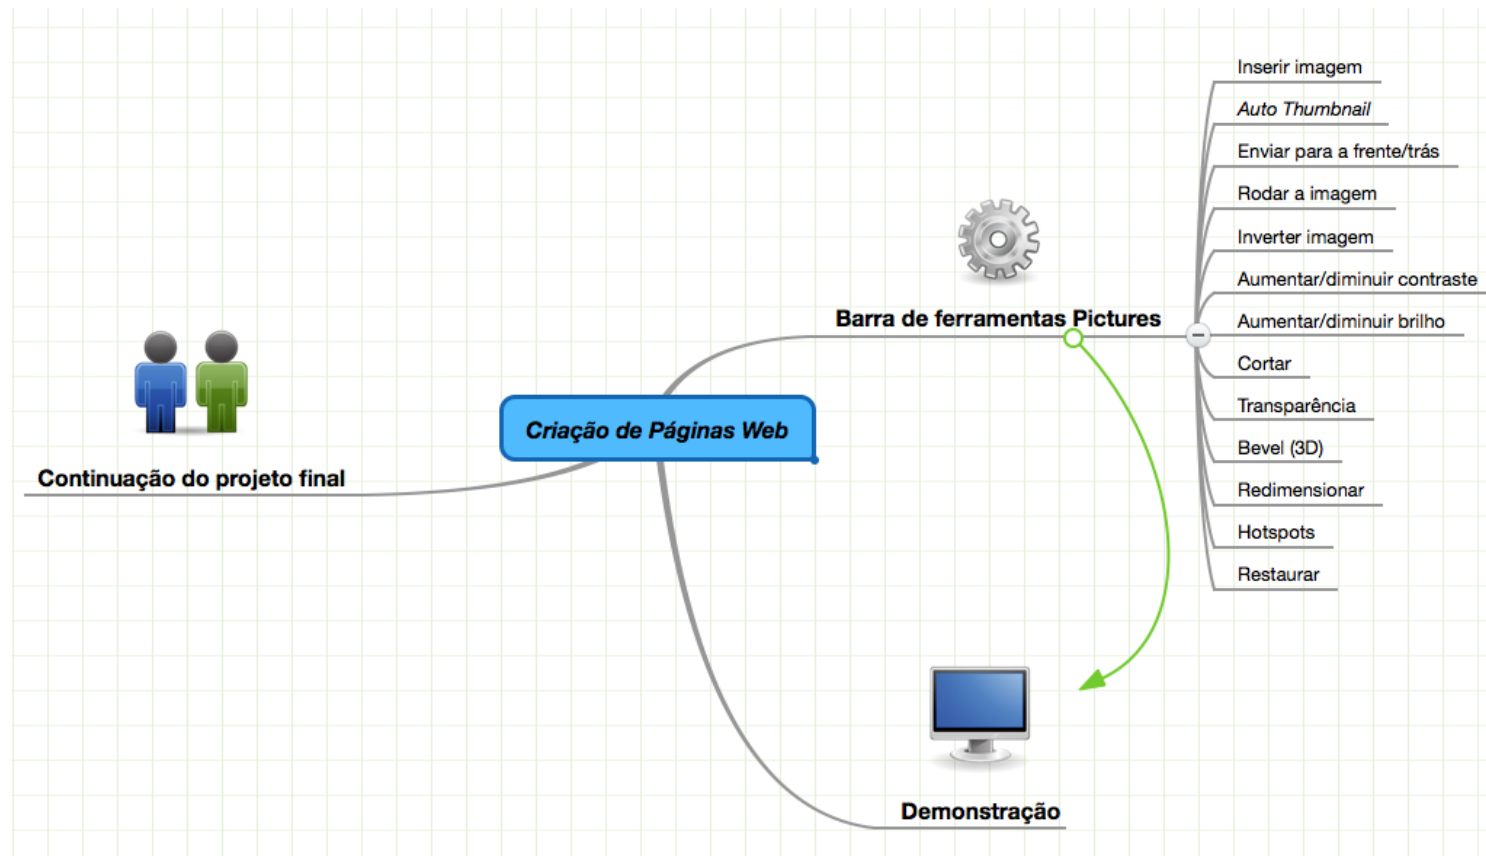 Criação de Páginas Web
Barra de ferramentas Pictures
Inserir imagem
Auto Thumbnail
Enviar para a frente/trás
Rodar a imagem
Inverter imagem
Aumentar/diminuir contraste
Aumentar/diminuir brilho
Cortar
Transparência
Bevel (3D)
Redimensionar
Hotspots
Restaurar
Demonstração
Continuação do projeto final